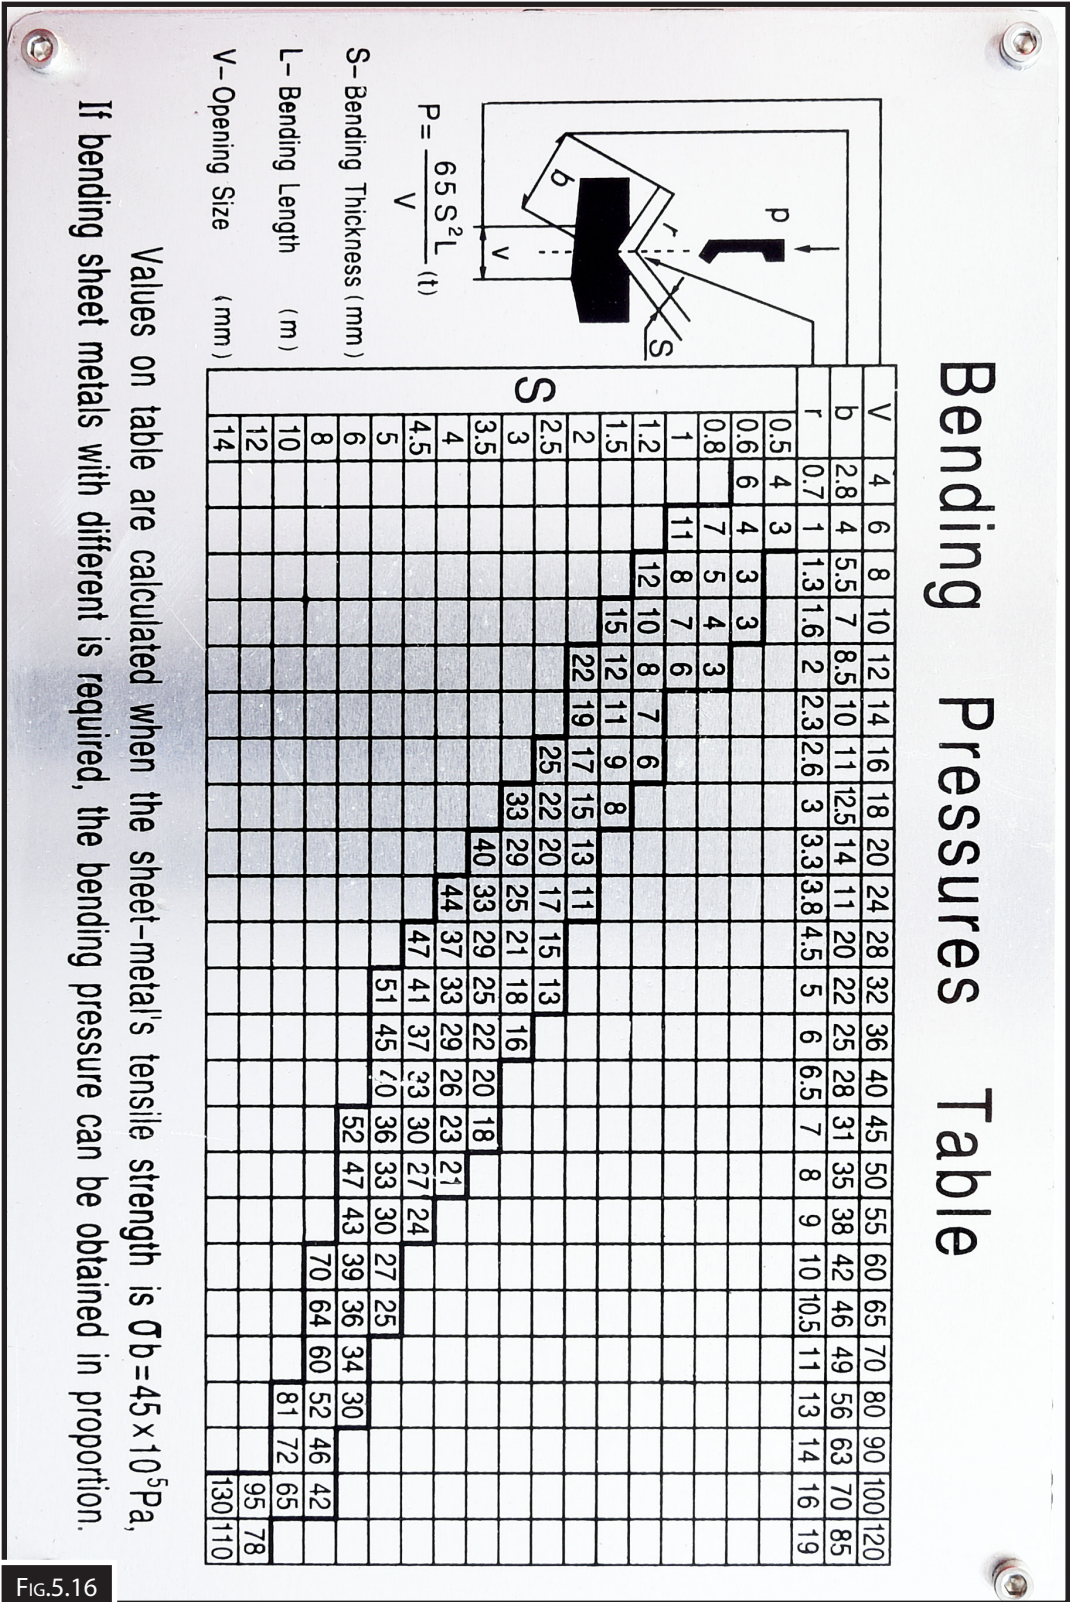 Bending Pressures Table
P
b
r
V
S
P= 65 S²L / V (t)
S– Bending Thickness (mm)
L– Bending Length (m)
V– Opening Size (mm)
V 4 6 8 10 12 14 16 18 20 24 28 32 36 40 45 50 55 60 65 70 80 90 100 120
b 2.8 4 5.5 7 8.5 10 11 12.5 14 11 20 22 25 28 31 35 38 42 46 49 56 63 70 85
r 0.7 1 1.3 1.6 2 2.3 2.6 3 3.3 3.8 4.5 5 6 6.5 7 8 9 10 10.5 11 13 14 16 19
S
0.5 4 3
0.6 6 4 3 3
0.8 7 5 4 3
1 11 8 7 6
1.2 12 10 8 7 6
1.5 15 12 11 9 8
2 22 19 17 15 13 11
2.5 25 22 20 17 15 13
3 33 29 25 21 18 16
3.5 40 33 29 25 22 20 18
4 44 37 33 29 26 23 21
4.5 47 41 37 33 30 27 24
5 51 45 40 36 33 30 27 25
6 52 47 43 39 36 34 30
8 70 64 60 52 46 42
10 81 72 65
12 95 78
14 130 110
Values on table are calculated when the sheet-metal's tensile strength is σb=45×10⁵Pa,
If bending sheet metals with different is required, the bending pressure can be obtained in proportion.
FIG.5.16